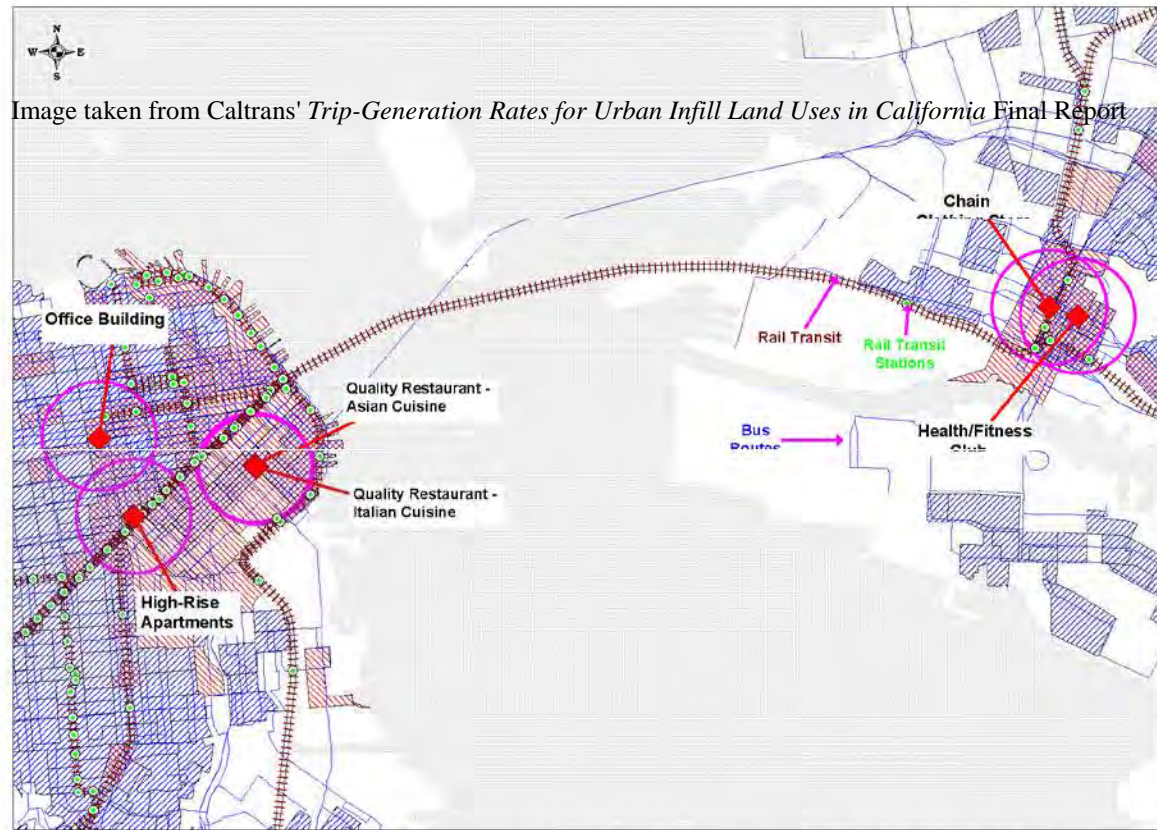 N
W E
S
Image taken from Caltrans' Trip-Generation Rates for Urban Infill Land Uses in California Final Report
Chain
Office Building
Rail Transit
Rail Transit
Stations
Quality Restaurant -
Asian Cuisine
Bus
Health/Fitness
Quality Restaurant -
Italian Cuisine
High-Rise
Apartments